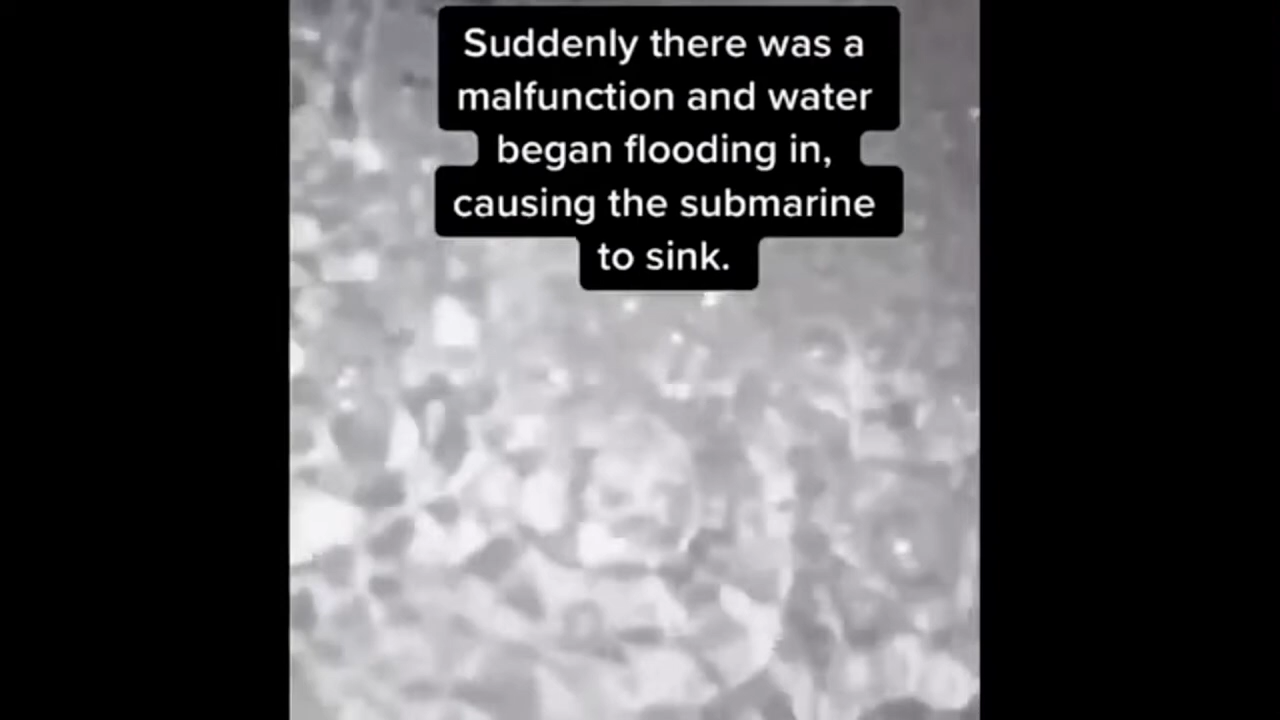 Suddenly there was a
malfunction and water
began flooding in,
causing the submarine
to sink.